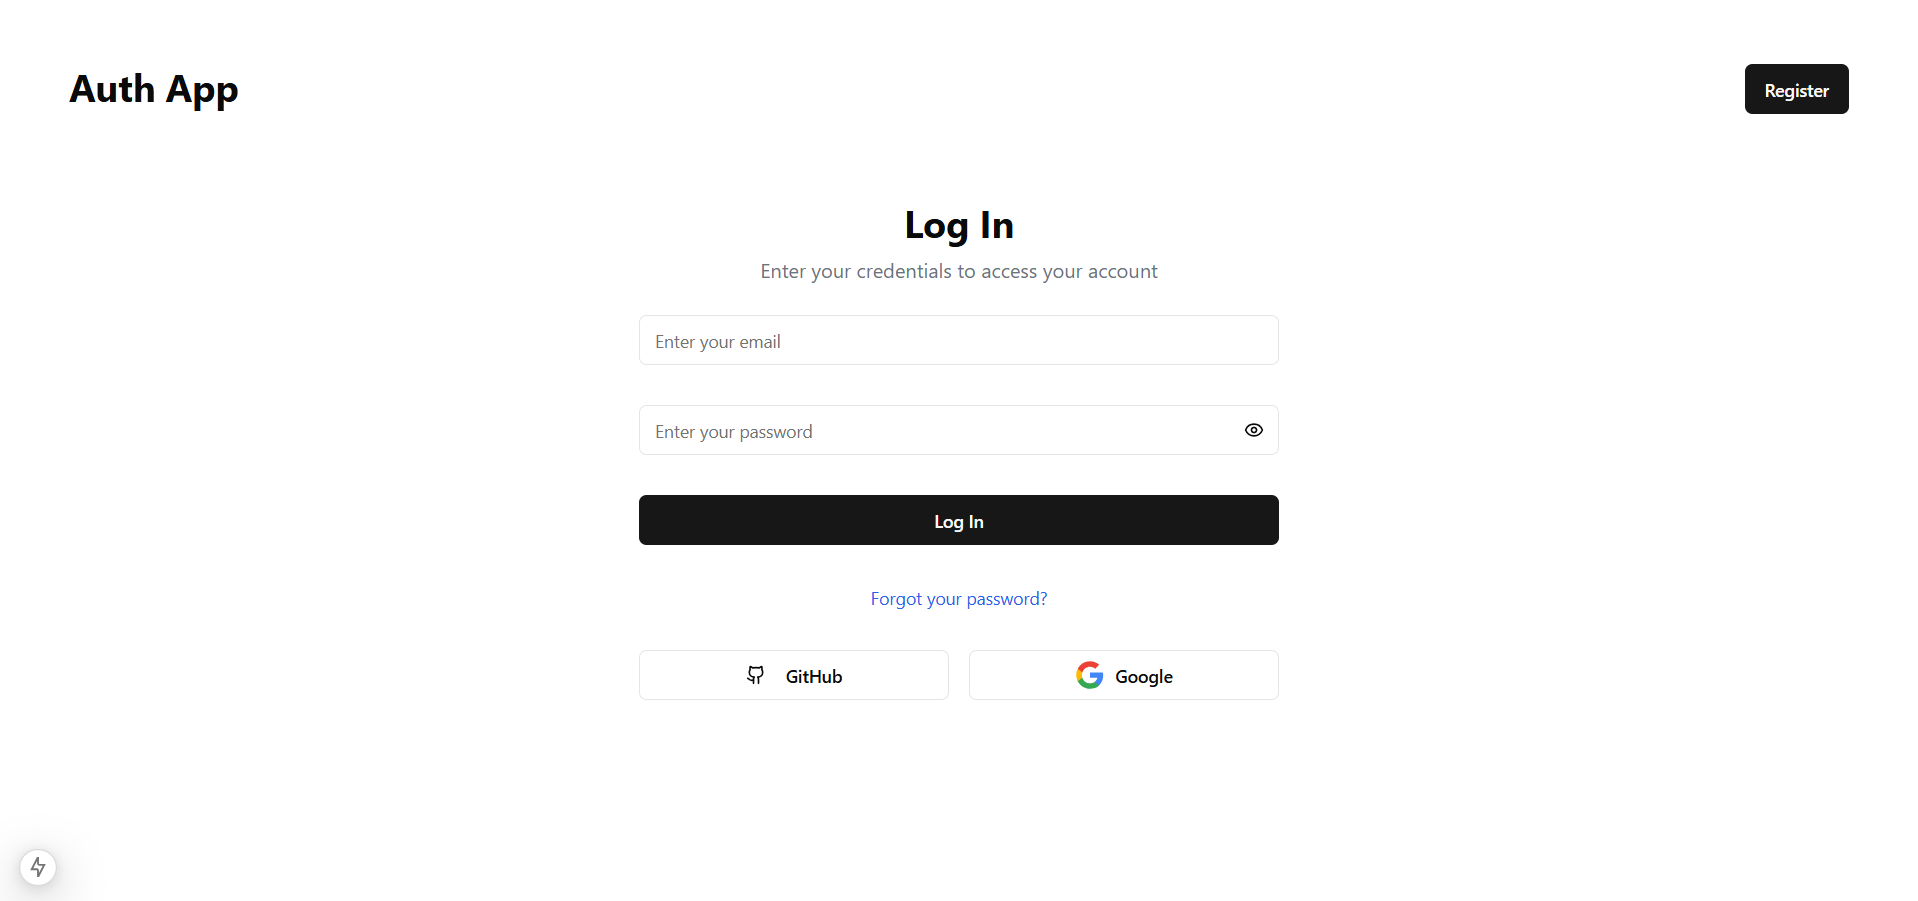 Auth App
Register
Log In
Enter your credentials to access your account
Enter your email
Enter your password
Log In
Forgot your password?
GitHub
Google